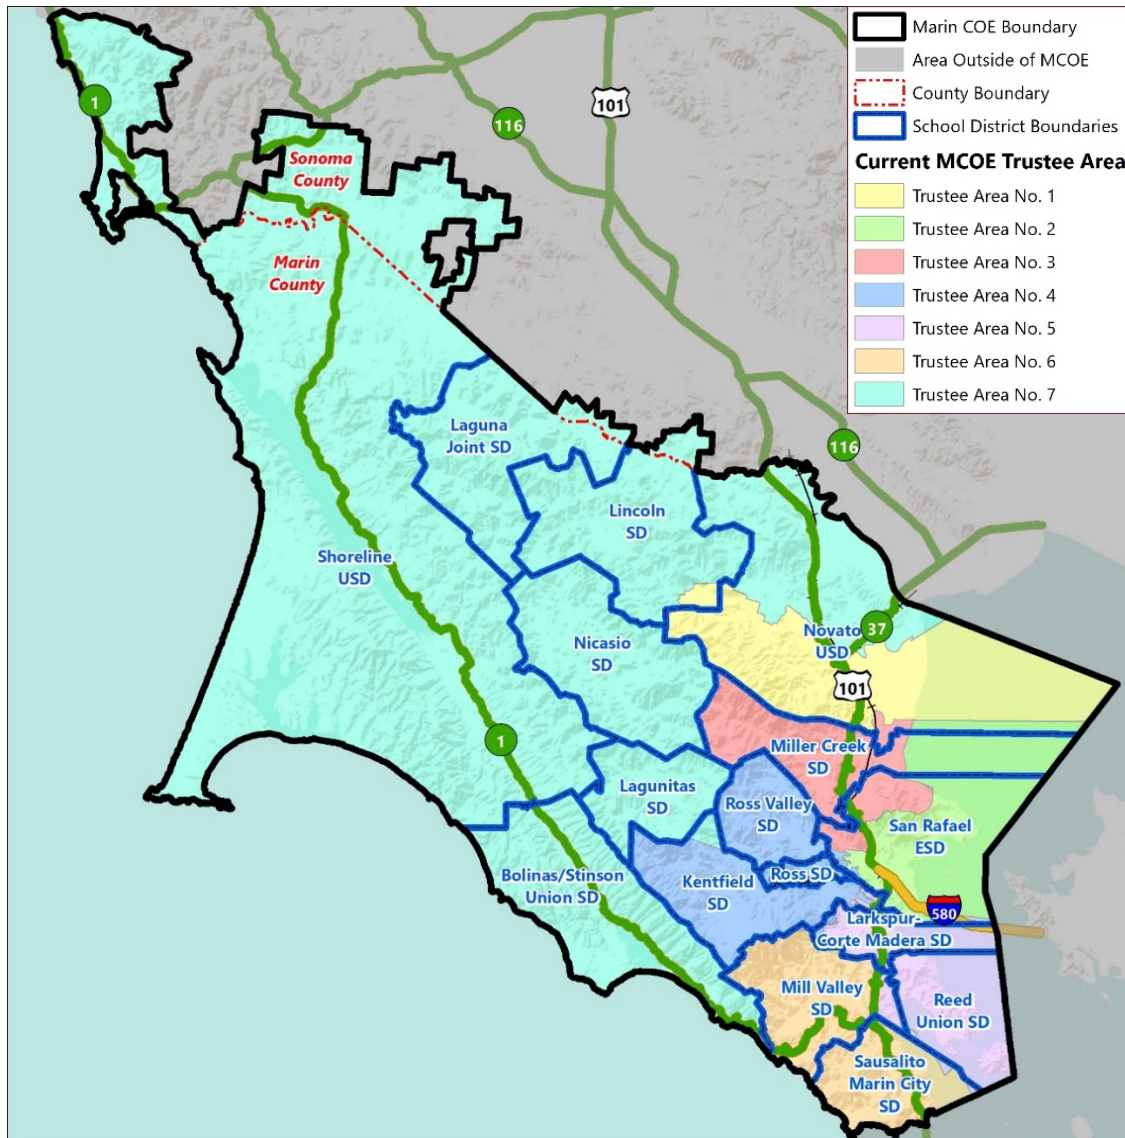 Marin COE Boundary
Area Outside of MCOE
County Boundary
School District Boundaries
Current MCOE Trustee Area
Trustee Area No. 1
Trustee Area No. 2
Trustee Area No. 3
Trustee Area No. 4
Trustee Area No. 5
Trustee Area No. 6
Trustee Area No. 7
1
101
116
Sonoma
County
Marin
County
116
Laguna
Joint SD
Lincoln
SD
Shoreline
USD
Nicasio
SD
Novato
USD
37
101
1
Miller Creek
SD
Lagunitas
SD
Ross Valley
SD
San Rafael
ESD
Bolinas/Stinson
Union SD
Kentfield
SD
Ross SD
580
Larkspur-
Corte Madera SD
Mill Valley
SD
Reed
Union SD
Sausalito
Marin City
SD